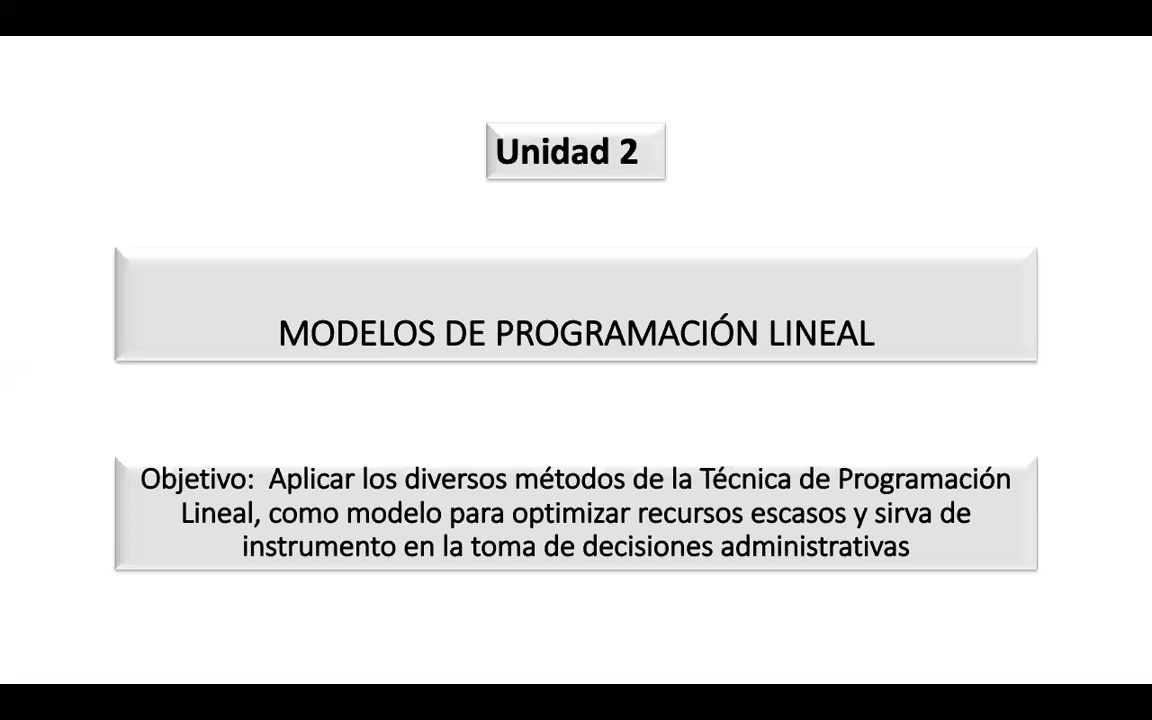 Unidad 2
MODELOS DE PROGRAMACIÓN LINEAL
Objetivo:  Aplicar los diversos métodos de la Técnica de Programación
Lineal, como modelo para optimizar recursos escasos y sirva de
instrumento en la toma de decisiones administrativas